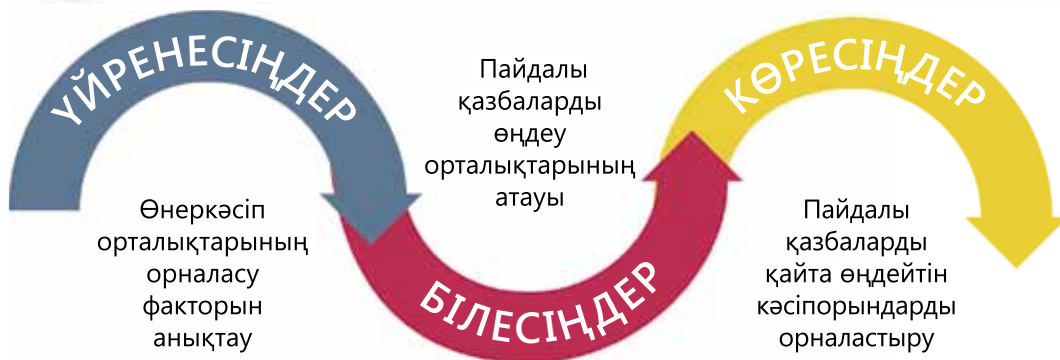 ҮЙРЕНЕСІҢДЕР
Өнеркәсіп
орталықтарының
орналасу
факторын
анықтау
БІЛЕСІҢДЕР
Пайдалы
қазбаларды
өңдеу
орталықтарының
атауы
КӨРЕСІҢДЕР
Пайдалы
қазбаларды
қайта өңдейтін
кәсіпорындарды
орналастыру